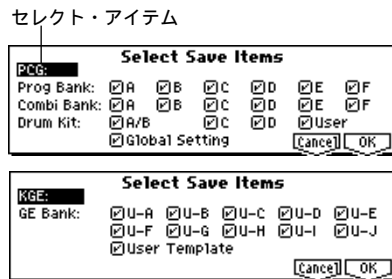 セレクト・アイテム
Select Save Items
PCG:
Prog Bank: A B C D E F
Combi Bank: A B C D E F
Drum Kit: A/B C D User
Global Setting Cancel OK
Select Save Items
KGE:
GE Bank: U-A U-B U-C U-D U-E
U-F U-G U-H U-I U-J
User Template
Cancel OK